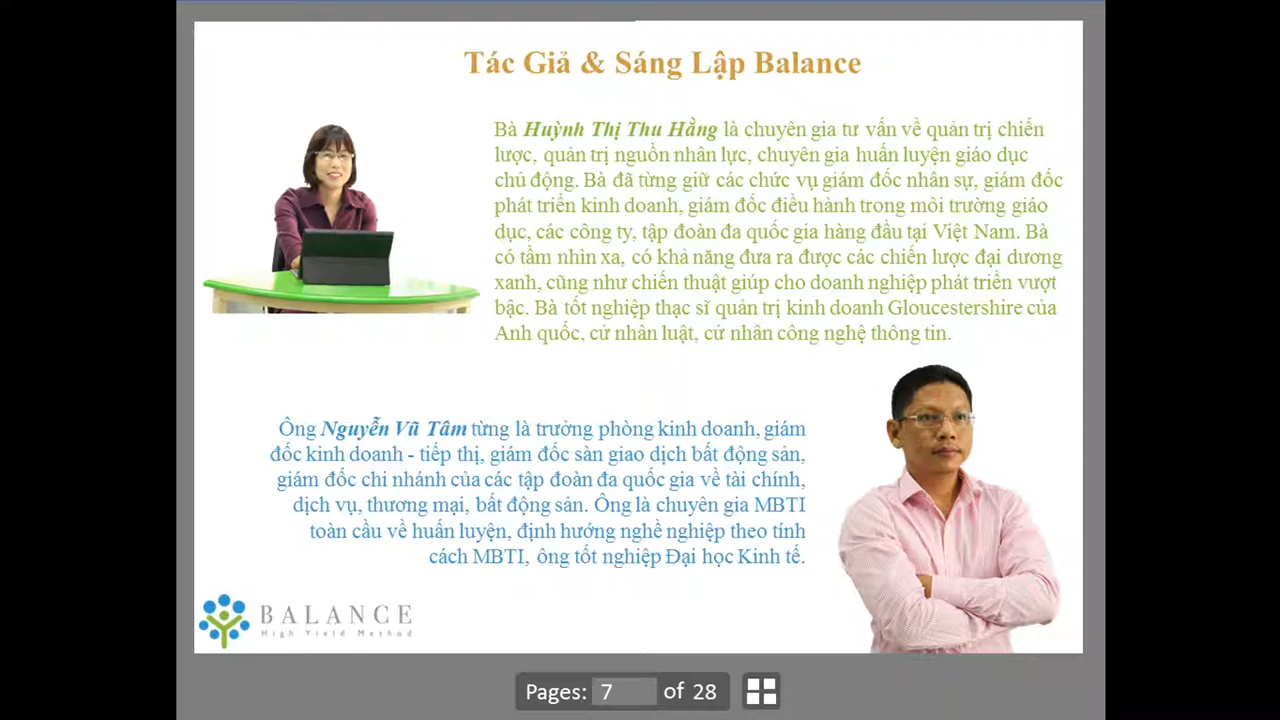 Tác Giả & Sáng Lập Balance
Bà Huỳnh Thị Thu Hằng là chuyên gia tư vấn về quản trị chiến
lược, quản trị nguồn nhân lực, chuyên gia huấn luyện giáo dục
chủ động. Bà đã từng giữ các chức vụ giám đốc nhân sự, giám đốc
phát triển kinh doanh, giám đốc điều hành trong môi trường giáo
dục, các công ty, tập đoàn đa quốc gia hàng đầu tại Việt Nam. Bà
có tầm nhìn xa, có khả năng đưa ra được các chiến lược đại dương
xanh, cũng như chiến thuật giúp cho doanh nghiệp phát triển vượt
bậc. Bà tốt nghiệp thạc sĩ quản trị kinh doanh Gloucestershire của
Anh quốc, cử nhân luật, cử nhân công nghệ thông tin.
Ông Nguyễn Vũ Tâm từng là trưởng phòng kinh doanh, giám
đốc kinh doanh - tiếp thị, giám đốc sàn giao dịch bất động sản,
giám đốc chi nhánh của các tập đoàn đa quốc gia về tài chính,
dịch vụ, thương mại, bất động sản. Ông là chuyên gia MBTI
toàn cầu về huấn luyện, định hướng nghề nghiệp theo tính
cách MBTI, ông tốt nghiệp Đại học Kinh tế.
BALANCE
High Yield Method
Pages: 7 of 28